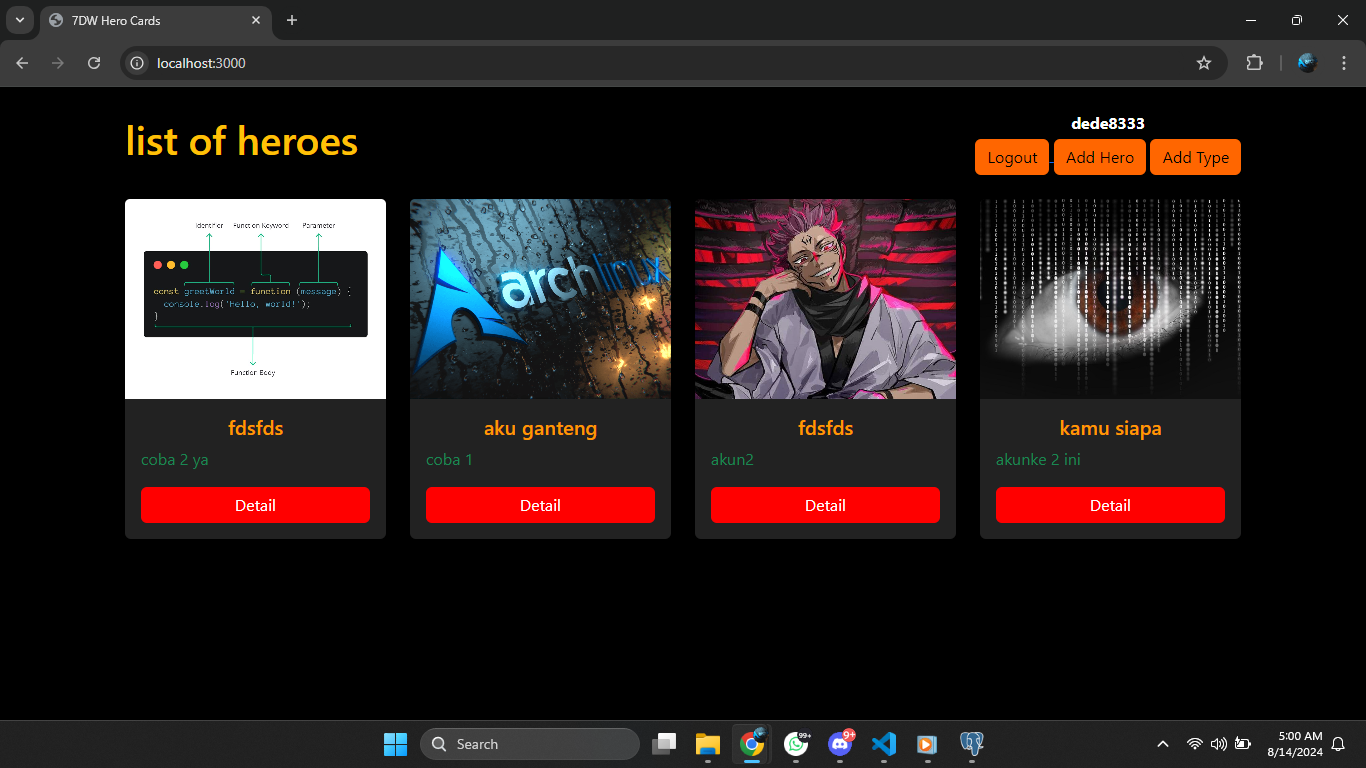 7DW Hero Cards
localhost:3000
list of heroes
dede8333
Logout Add Hero Add Type
Identifier Function Keyword Parameter
const greetWorld = function (message) {
console.log('Hello, world!');
}
Function Body
archlinux
fdsfds
coba 2 ya
Detail
aku ganteng
coba 1
Detail
fdsfds
akun2
Detail
kamu siapa
akunke 2 ini
Detail
Search
99+
9+
5:00 AM
8/14/2024